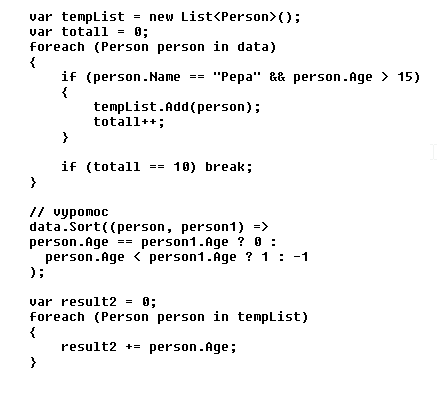 var tempList = new List<Person>();
var totall = 0;
foreach (Person person in data)
{
if (person.Name == "Pepa" && person.Age > 15)
{
tempList.Add(person);
totall++;
}
if (totall == 10) break;
}
// vypomoc
data.Sort((person, person1) =>
person.Age == person1.Age ? 0 :
person.Age < person1.Age ? 1 : -1
);
var result2 = 0;
foreach (Person person in tempList)
{
result2 += person.Age;
}